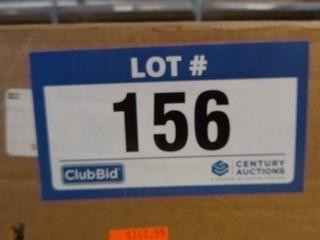 LOT #
156
ClubBid
CENTURY
AUCTIONS